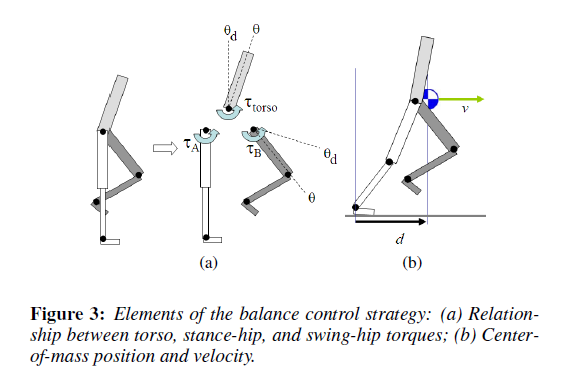 θd θ
τtorso
τA
τB
θd
θ
v
d
(a)
(b)
Figure 3: Elements of the balance control strategy: (a) Relation-
ship between torso, stance-hip, and swing-hip torques; (b) Center-
of-mass position and velocity.